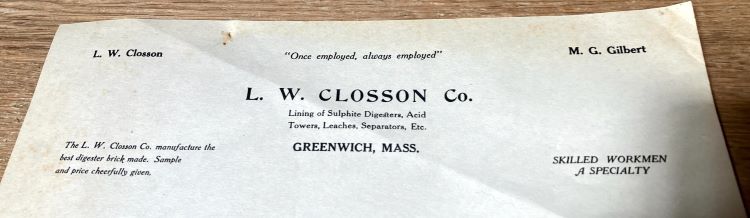 L. W. Closson
"Once employed, always employed"
M. G. Gilbert
L. W. CLOSSON Co.
Lining of Sulphite Digesters, Acid
Towers, Leaches, Separators, Etc.
GREENWICH, MASS.
The L. W. Closson Co. manufacture the
best digester brick made. Sample
and price cheerfully given.
SKILLED WORKMEN
A SPECIALTY